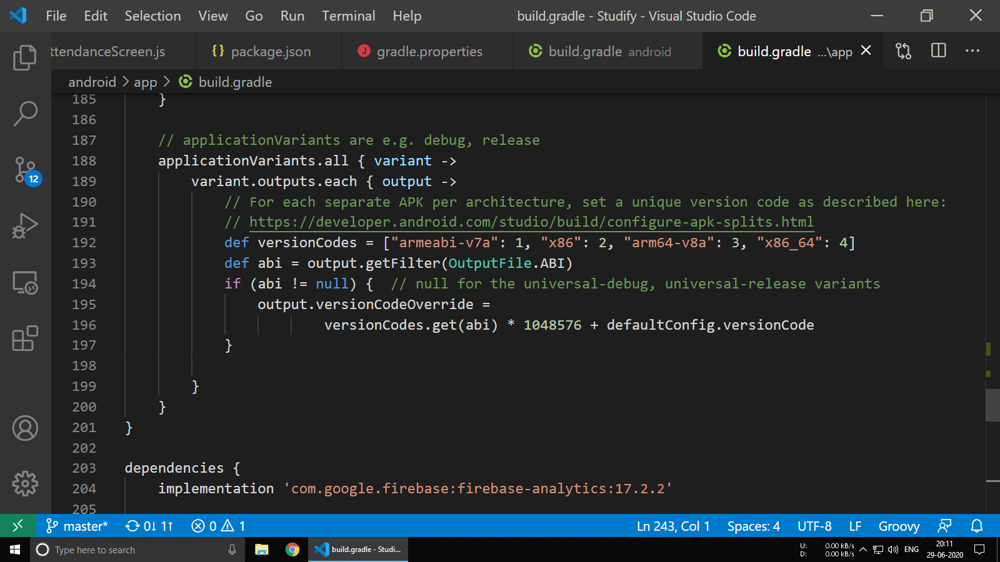 File Edit Selection View Go Run Terminal Help build.gradle - Studify - Visual Studio Code
ttendanceScreen.js {} package.json J gradle.properties build.gradle android build.gradle ...\app
android > app > build.gradle
185 }
186
187 // applicationVariants are e.g. debug, release
188 applicationVariants.all { variant ->
189 variant.outputs.each { output ->
190 // For each separate APK per architecture, set a unique version code as described here:
191 // https://developer.android.com/studio/build/configure-apk-splits.html
192 def versionCodes = ["armeabi-v7a": 1, "x86": 2, "arm64-v8a": 3, "x86_64": 4]
193 def abi = output.getFilter(OutputFile.ABI)
194 if (abi != null) { // null for the universal-debug, universal-release variants
195 output.versionCodeOverride =
196 versionCodes.get(abi) * 1048576 + defaultConfig.versionCode
197 }
198
199 }
200 }
201 }
202
203 dependencies {
204 implementation 'com.google.firebase:firebase-analytics:17.2.2'
205
12
master* 0↓ 1↑ 0 1 Ln 243, Col 1 Spaces: 4 UTF-8 LF Groovy
Type here to search build.gradle - Studi... U: 0.00 kB/s D: 0.00 kB/s ENG 20:11 29-06-2020